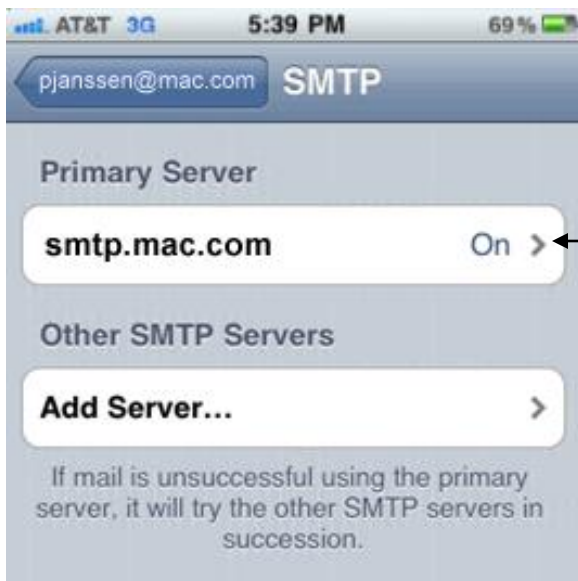 AT&T 3G 5:39 PM 69%
pjanssen@mac.com SMTP
Primary Server
smtp.mac.com On
Other SMTP Servers
Add Server...
If mail is unsuccessful using the primary
server, it will try the other SMTP servers in
succession.